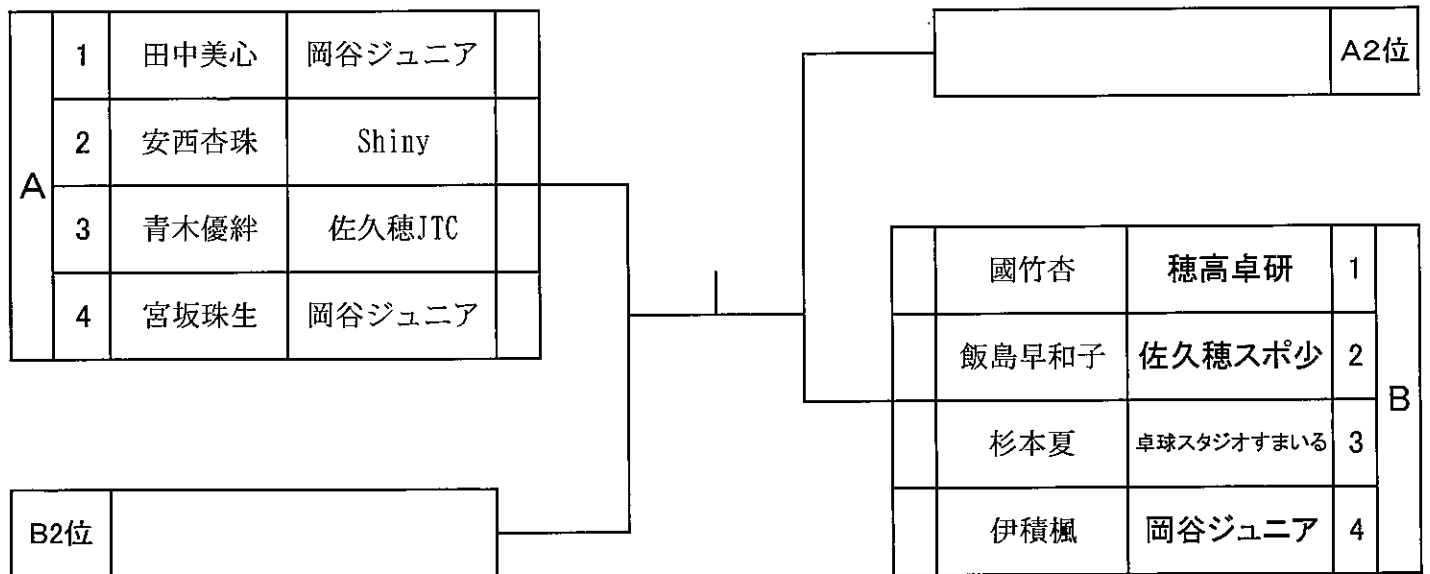 A
1 田中美心 岡谷ジュニア
2 安西杏珠 Shiny
3 青木優絆 佐久穂JTC
4 宮坂珠生 岡谷ジュニア
B2位
A2位
國竹杏 穂高卓研 1
飯島早和子 佐久穂スポ少 2
杉本夏 卓球スタジオすまいる 3
伊積楓 岡谷ジュニア 4
B